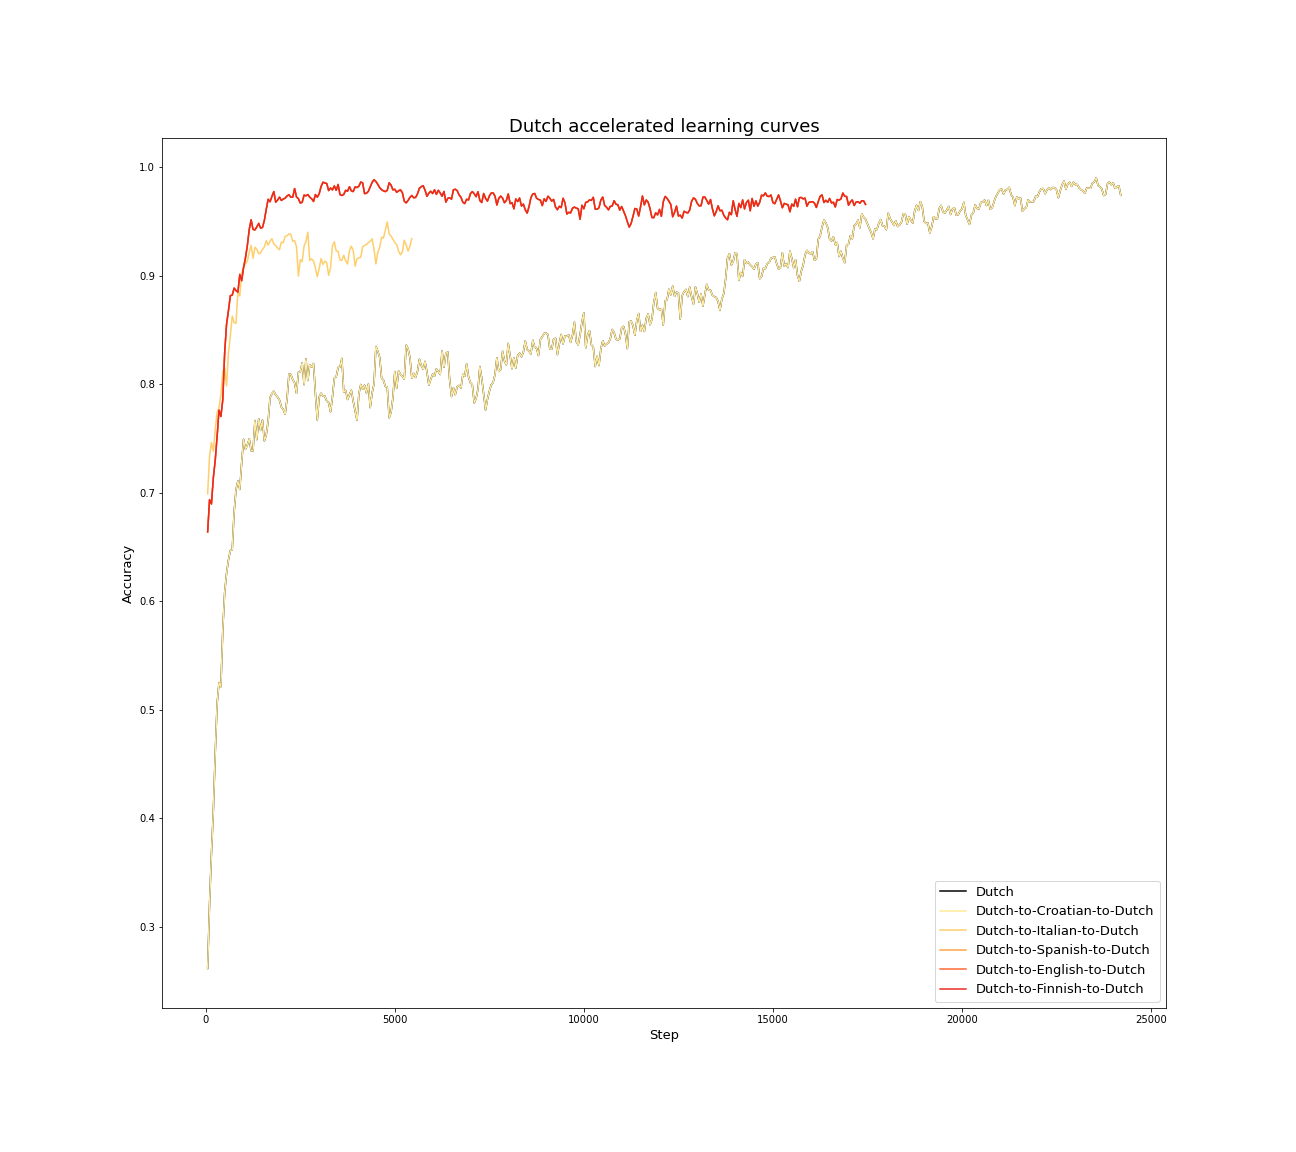 Dutch accelerated learning curves
1.0
0.9
0.8
0.7
0.6
0.5
0.4
0.3
Accuracy
0 5000 10000 15000 20000 25000
Step
Dutch
Dutch-to-Croatian-to-Dutch
Dutch-to-Italian-to-Dutch
Dutch-to-Spanish-to-Dutch
Dutch-to-English-to-Dutch
Dutch-to-Finnish-to-Dutch